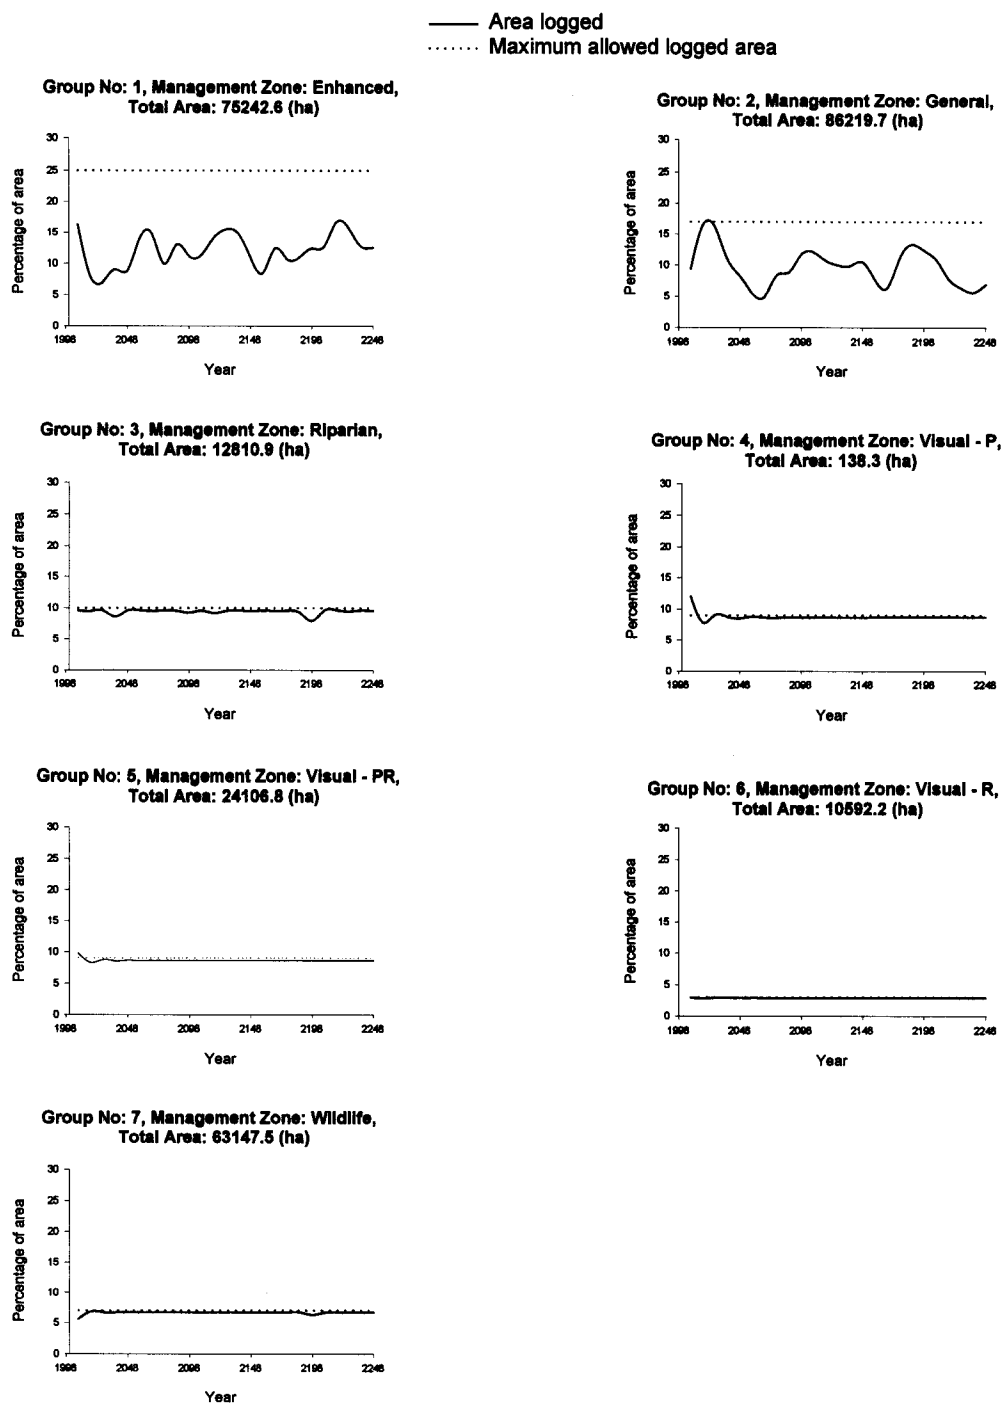 Area logged
Maximum allowed logged area
Group No: 1, Management Zone: Enhanced,
Total Area: 75242.6 (ha)
30
25
20
15
10
5
0
Percentage of area
1996 2046 2096 2146 2196 2246
Year
Group No: 2, Management Zone: General,
Total Area: 86219.7 (ha)
30
25
20
15
10
5
0
Percentage of area
1996 2046 2096 2146 2196 2246
Year
Group No: 3, Management Zone: Riparian,
Total Area: 12810.9 (ha)
30
25
20
15
10
5
0
Percentage of area
1996 2046 2096 2146 2196 2246
Year
Group No: 4, Management Zone: Visual - P,
Total Area: 138.3 (ha)
30
25
20
15
10
5
0
Percentage of area
1996 2046 2096 2146 2196 2246
Year
Group No: 5, Management Zone: Visual - PR,
Total Area: 24106.8 (ha)
30
25
20
15
10
5
0
Percentage of area
1996 2046 2096 2146 2196 2246
Year
Group No: 6, Management Zone: Visual - R,
Total Area: 10592.2 (ha)
30
25
20
15
10
5
0
Percentage of area
1996 2046 2096 2146 2196 2246
Year
Group No: 7, Management Zone: Wildlife,
Total Area: 63147.5 (ha)
30
25
20
15
10
5
0
Percentage of area
1996 2046 2096 2146 2196 2246
Year